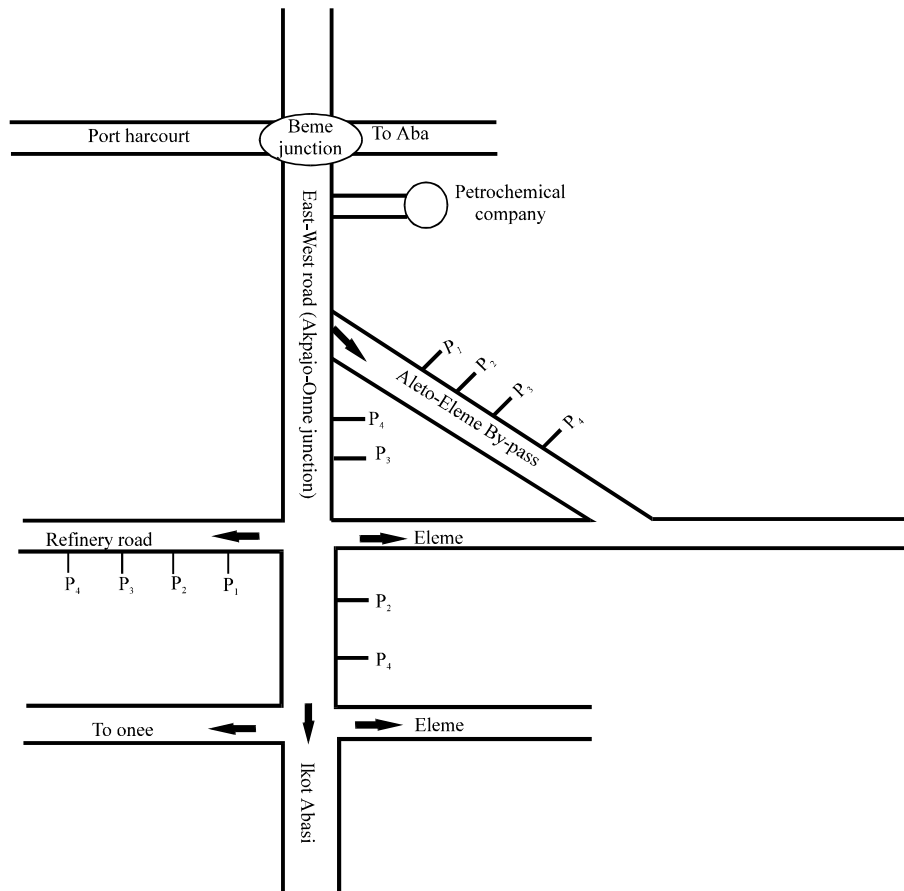 Port harcourt
Beme
junction
To Aba
Petrochemical
company
East-West road (Akpajo-Onne junction)
P₁
P₂
P₃
P₄
Aleto-Eleme By-pass
P₄
P₃
Refinery road
Eleme
P₄
P₃
P₂
P₁
P₂
P₄
To onee
Eleme
Ikot Abasi